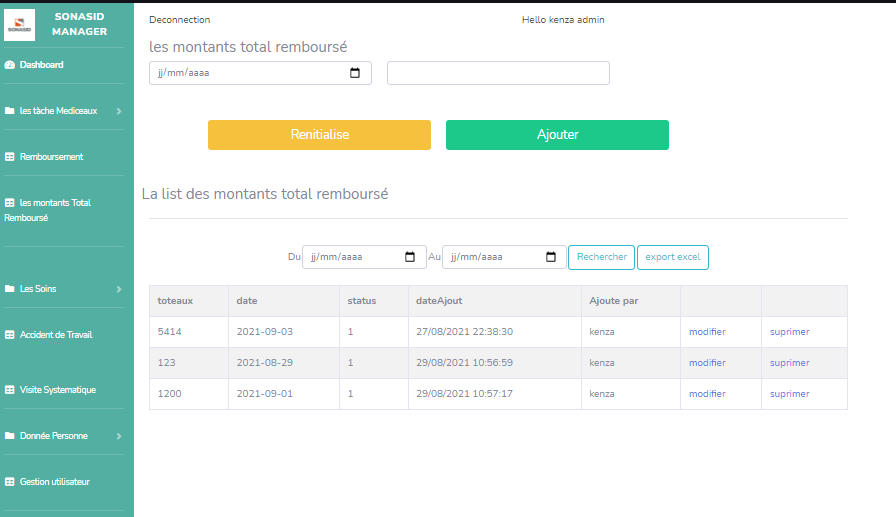 SONASID
SONASID
MANAGER
Dashboard
les tàche Mediceaux
Remboursement
les montants Total
Remboursé
Les Soins
Accident de Travail
Visite Systematique
Donnée Personne
Gestion utilisateur
Deconnection
Hello kenza admin
les montants total remboursé
jj/mm/aaaa
Renitialise
Ajouter
La list des montants total remboursé
Du jj/mm/aaaa Au jj/mm/aaaa Rechercher export excel
toteaux date status dateAjout Ajoute par
5414 2021-09-03 1 27/08/2021 22:38:30 kenza modifier suprimer
123 2021-08-29 1 29/08/2021 10:56:59 kenza modifier suprimer
1200 2021-09-01 1 29/08/2021 10:57:17 kenza modifier suprimer